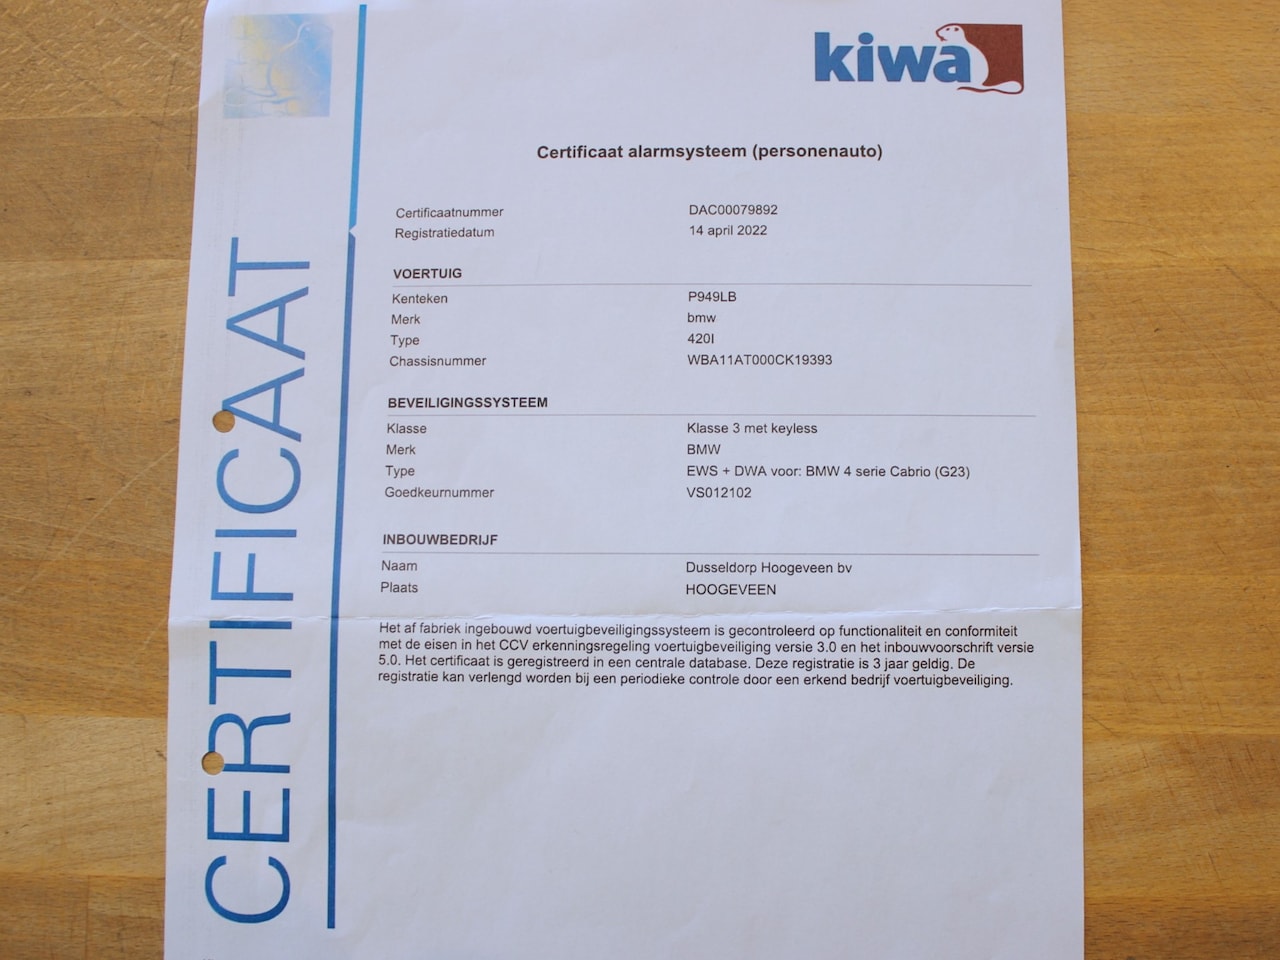 kiwa
CERTIFICAAT
Certificaat alarmsysteem (personenauto)
Certificaatnummer DAC00079892
Registratiedatum 14 april 2022
VOERTUIG
Kenteken P949LB
Merk bmw
Type 420I
Chassisnummer WBA11AT000CK19393
BEVEILIGINGSSYSTEEM
Klasse Klasse 3 met keyless
Merk BMW
Type EWS + DWA voor: BMW 4 serie Cabrio (G23)
Goedkeurnummer VS012102
INBOUWBEDRIJF
Naam Dusseldorp Hoogeveen bv
Plaats HOOGEVEEN
Het af fabriek ingebouwd voertuigbeveiligingssysteem is gecontroleerd op functionaliteit en conformiteit
met de eisen in het CCV erkenningsregeling voertuigbeveiliging versie 3.0 en het inbouwvoorschrift versie
5.0. Het certificaat is geregistreerd in een centrale database. Deze registratie is 3 jaar geldig. De
registratie kan verlengd worden bij een periodieke controle door een erkend bedrijf voertuigbeveiliging.